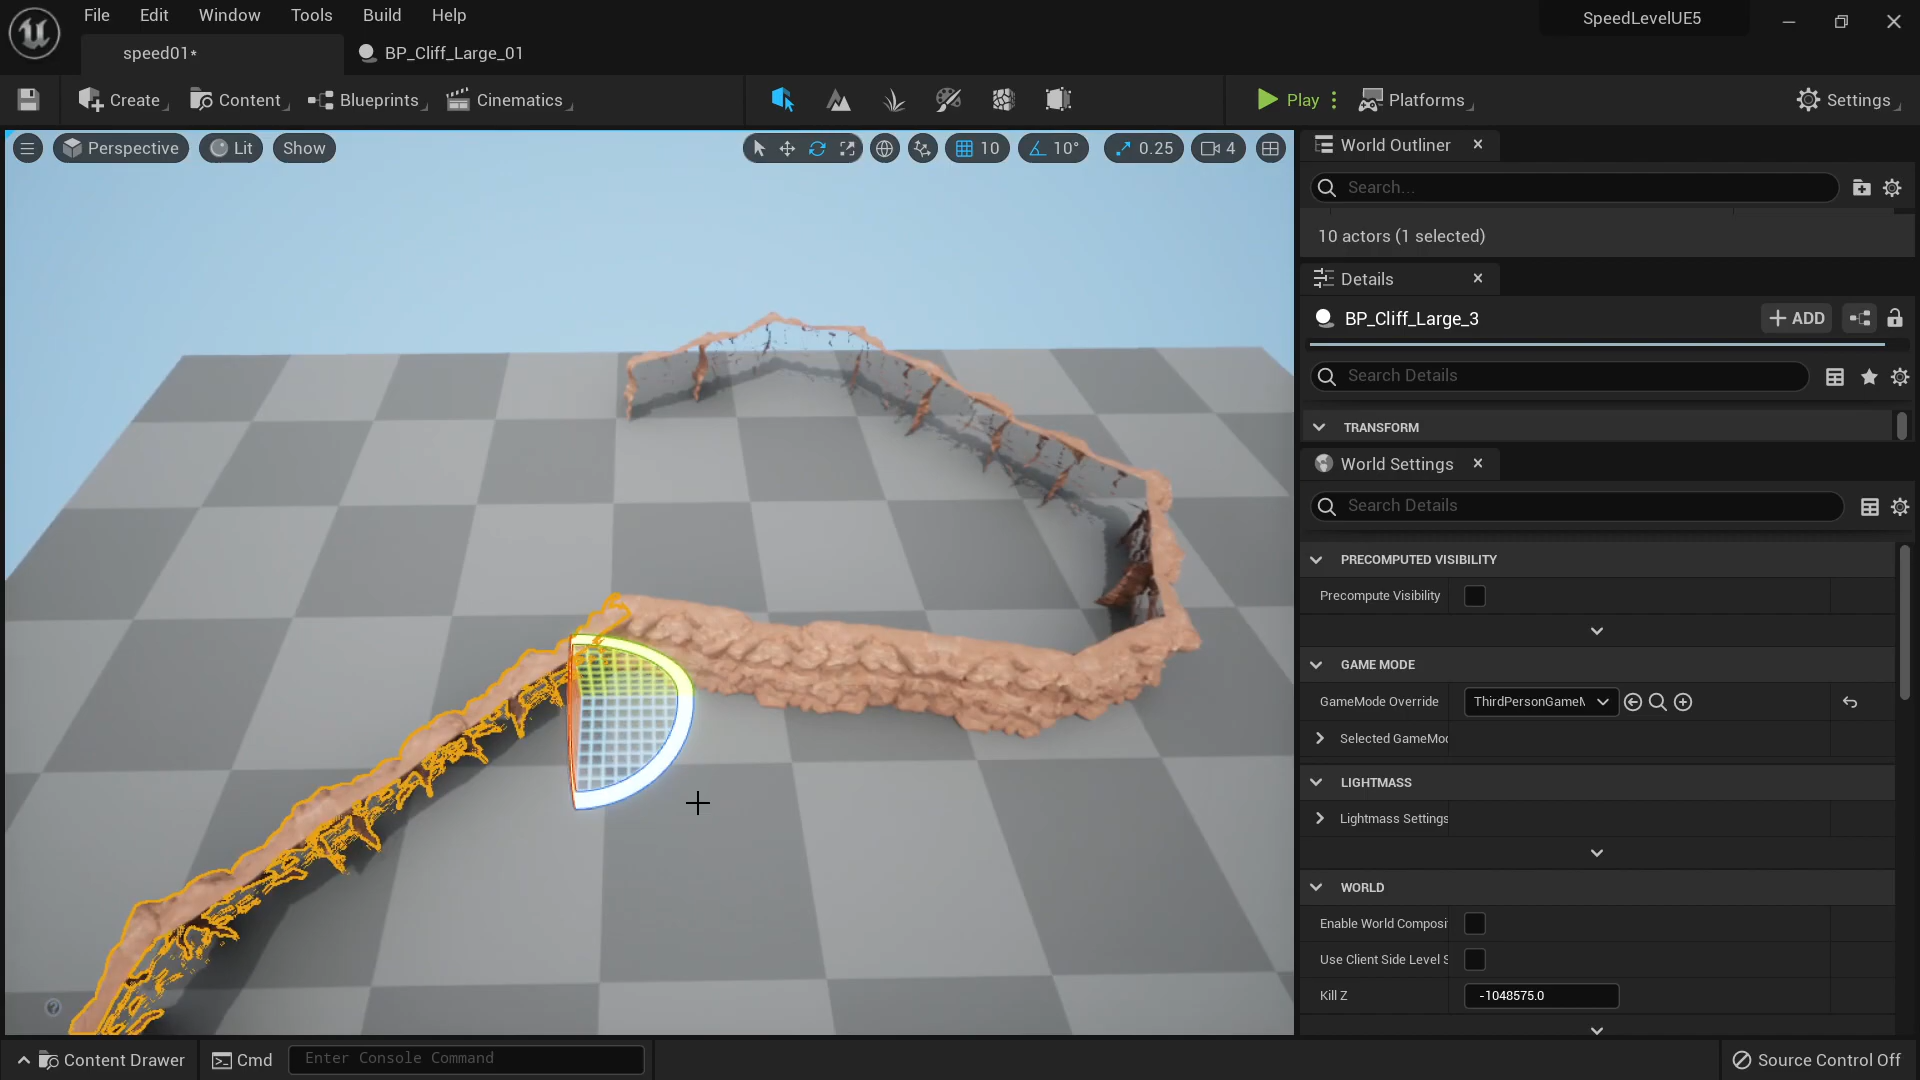 File Edit Window Tools Build Help
SpeedLevelUE5
speed01*
BP_Cliff_Large_01
Create
Content
Blueprints
Cinematics
Play
Platforms
Settings
Perspective
Lit
Show
10
10°
0.25
4
World Outliner
Search...
10 actors (1 selected)
Details
BP_Cliff_Large_3
ADD
Search Details
TRANSFORM
World Settings
Search Details
PRECOMPUTED VISIBILITY
Precompute Visibility
GAME MODE
GameMode Override
ThirdPersonGameM
Selected GameMod
LIGHTMASS
Lightmass Settings
WORLD
Enable World Composi
Use Client Side Level S
Kill Z
-1048575.0
Content Drawer
Cmd
Enter Console Command
Source Control Off